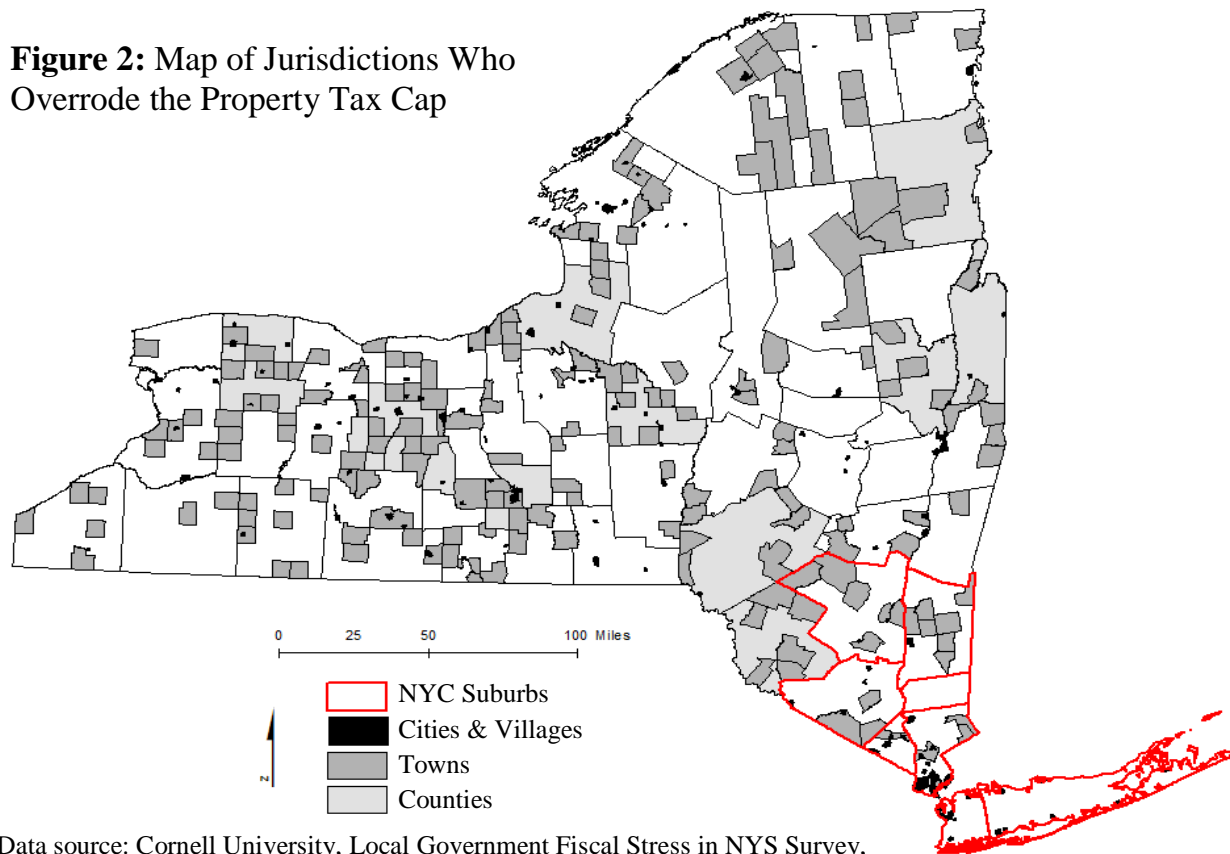 Figure 2: Map of Jurisdictions Who
Overrode the Property Tax Cap
0 25 50 100 Miles
NYC Suburbs
Cities & Villages
Towns
Counties
N
Data source: Cornell University, Local Government Fiscal Stress in NYS Survey,